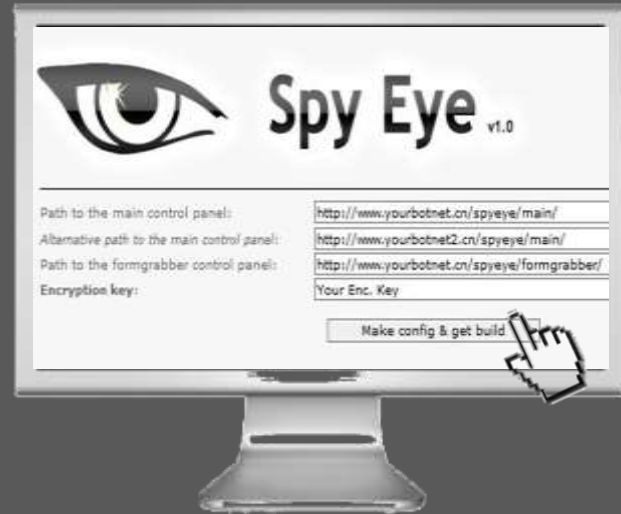 Spy Eye v1.0
Path to the main control panel: http://www.yourbotnet.cn/spyeye/main/
Alternative path to the main control panel: http://www.yourbotnet2.cn/spyeye/main/
Path to the formgrabber control panel: http://www.yourbotnet.cn/spyeye/formgrabber/
Encryption key: Your Enc. Key
Make config & get build